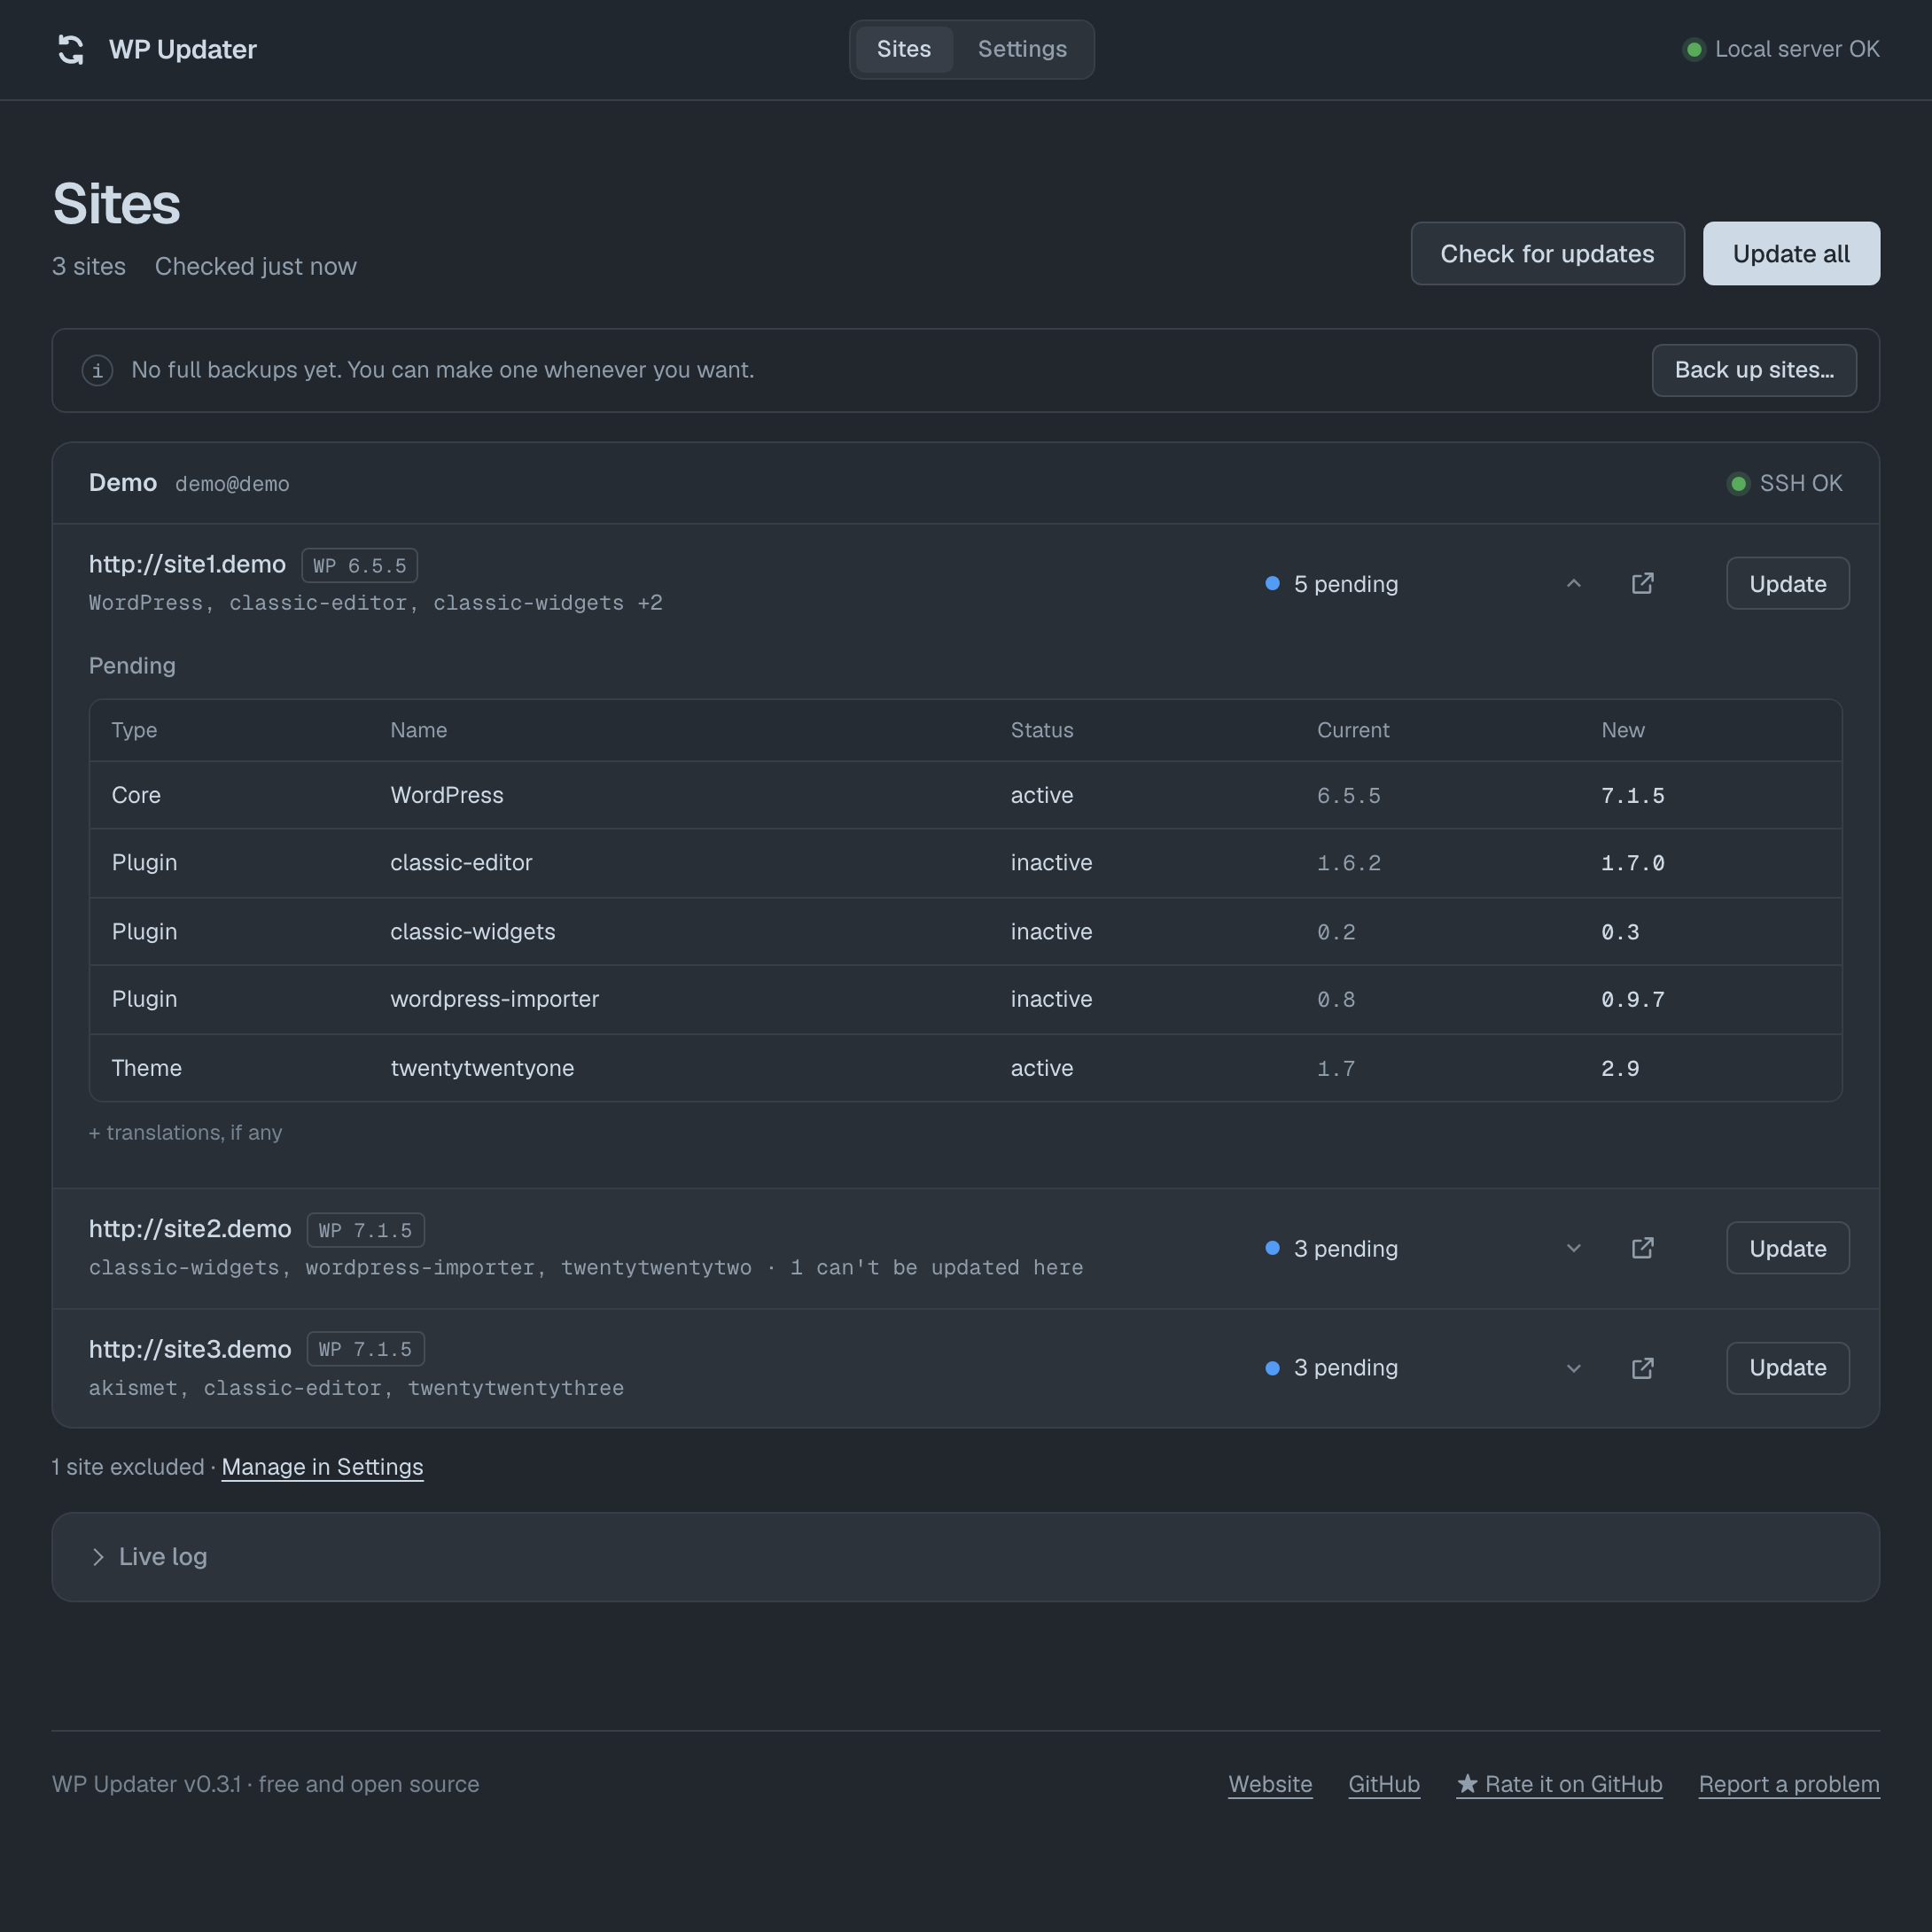 WP Updater
Sites Settings
Local server OK
Sites
3 sites Checked just now
Check for updates
Update all
i No full backups yet. You can make one whenever you want.
Back up sites…
Demo demo@demo
SSH OK
http://site1.demo WP 6.5.5
WordPress, classic-editor, classic-widgets +2
5 pending
Update
Pending
Type Name Status Current New
Core WordPress active 6.5.5 7.1.5
Plugin classic-editor inactive 1.6.2 1.7.0
Plugin classic-widgets inactive 0.2 0.3
Plugin wordpress-importer inactive 0.8 0.9.7
Theme twentytwentyone active 1.7 2.9
+ translations, if any
http://site2.demo WP 7.1.5
classic-widgets, wordpress-importer, twentytwentytwo · 1 can't be updated here
3 pending
Update
http://site3.demo WP 7.1.5
akismet, classic-editor, twentytwentythree
3 pending
Update
1 site excluded · Manage in Settings
Live log
WP Updater v0.3.1 · free and open source
Website GitHub ★ Rate it on GitHub Report a problem